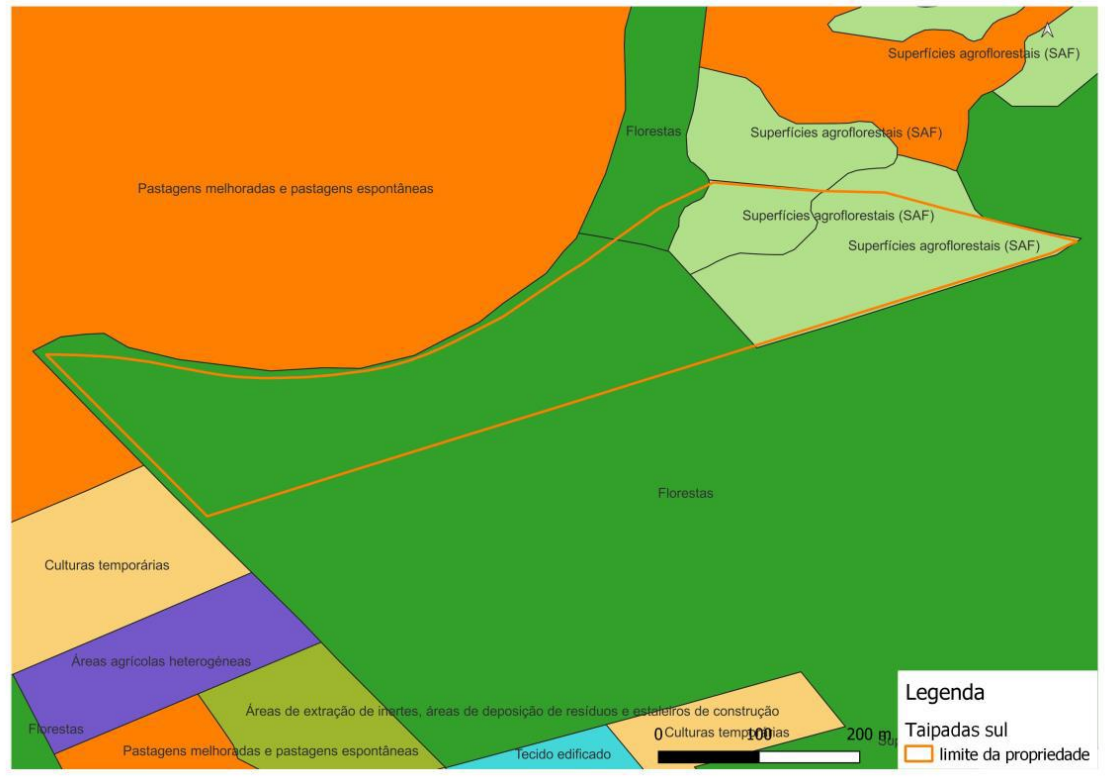 Superfícies agroflorestais (SAF)
Florestas
Superfícies agroflorestais (SAF)
Pastagens melhoradas e pastagens espontâneas
Superfícies agroflorestais (SAF)
Superfícies agroflorestais (SAF)
Florestas
Culturas temporárias
Áreas agrícolas heterogéneas
Florestas
Áreas de extração de inertes, áreas de deposição de resíduos e estaleiros de construção
Culturas temporárias
Pastagens melhoradas e pastagens espontâneas
Tecido edificado
0 100 200 m
Legenda
Taipadas sul
limite da propriedade